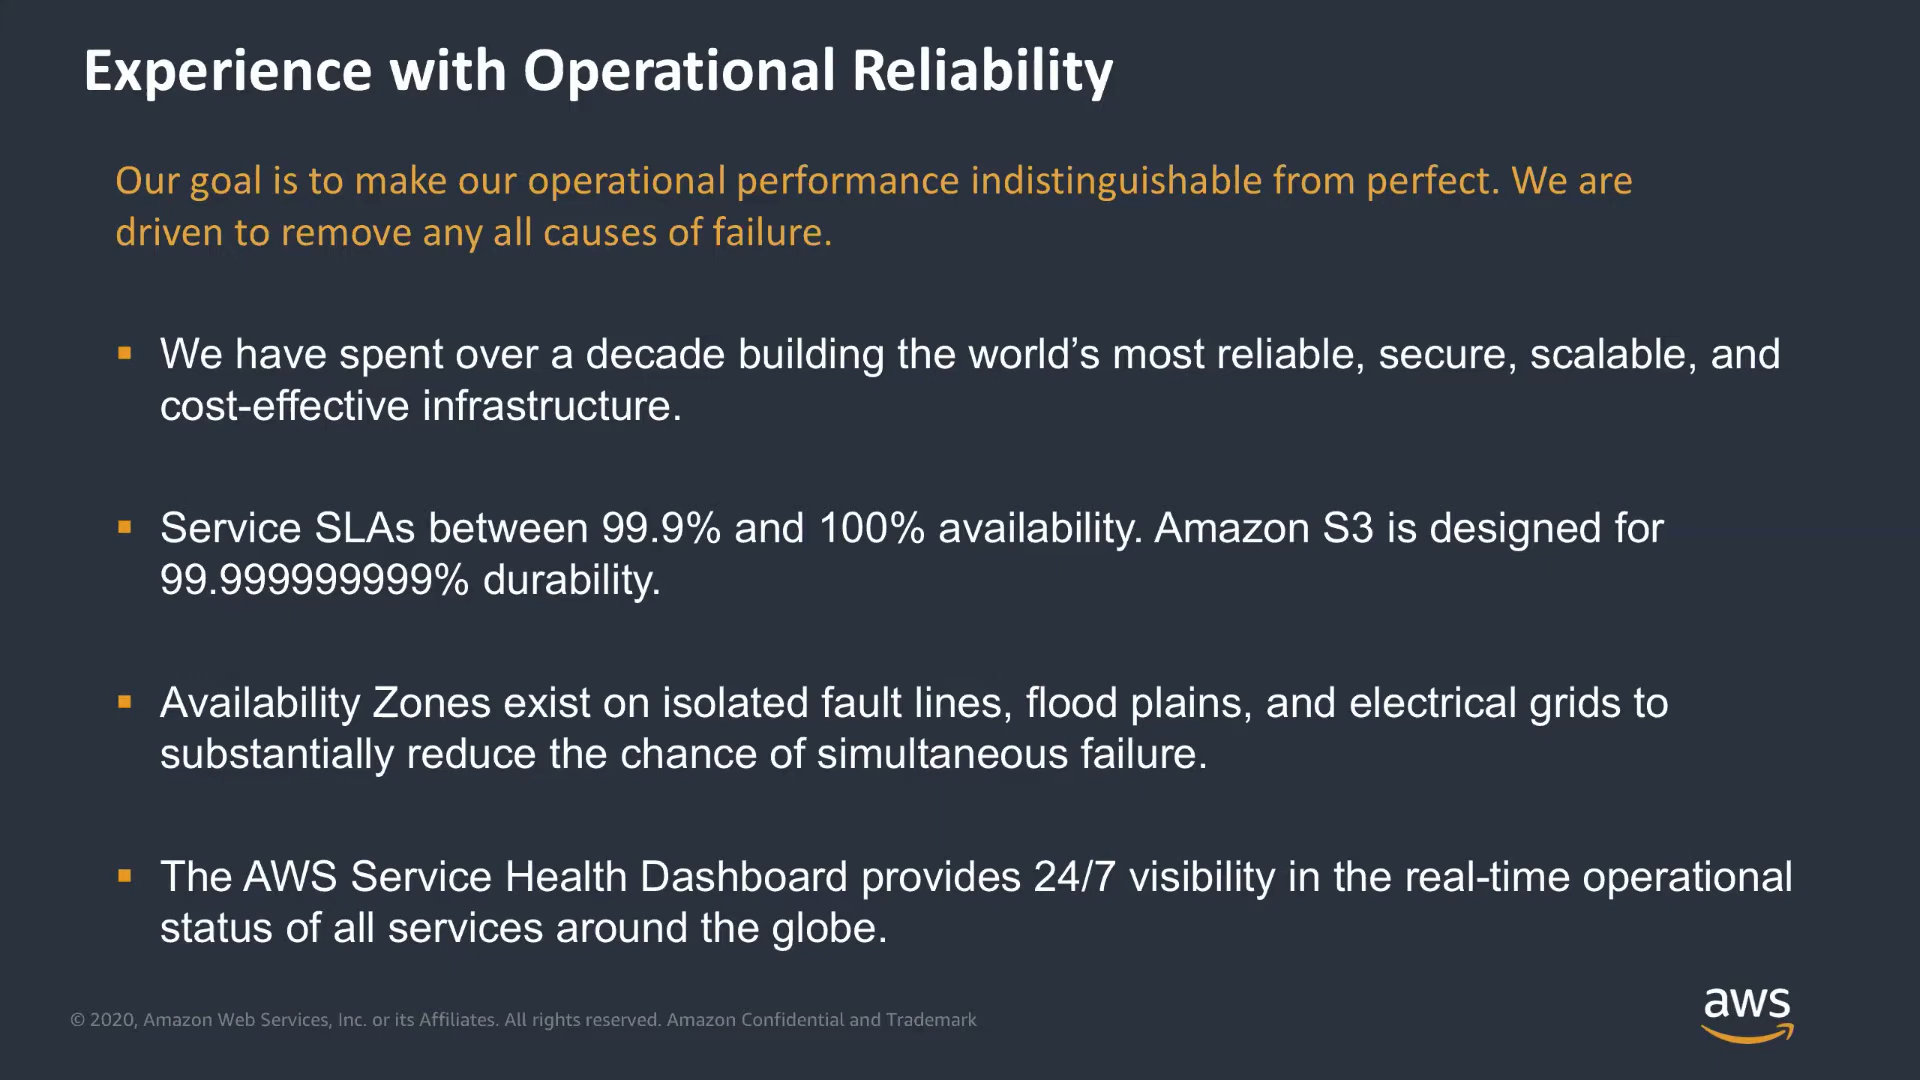 Experience with Operational Reliability
Our goal is to make our operational performance indistinguishable from perfect. We are
driven to remove any all causes of failure.
▪ We have spent over a decade building the world’s most reliable, secure, scalable, and
cost-effective infrastructure.
▪ Service SLAs between 99.9% and 100% availability. Amazon S3 is designed for
99.999999999% durability.
▪ Availability Zones exist on isolated fault lines, flood plains, and electrical grids to
substantially reduce the chance of simultaneous failure.
▪ The AWS Service Health Dashboard provides 24/7 visibility in the real-time operational
status of all services around the globe.
© 2020, Amazon Web Services, Inc. or its Affiliates. All rights reserved. Amazon Confidential and Trademark
aws